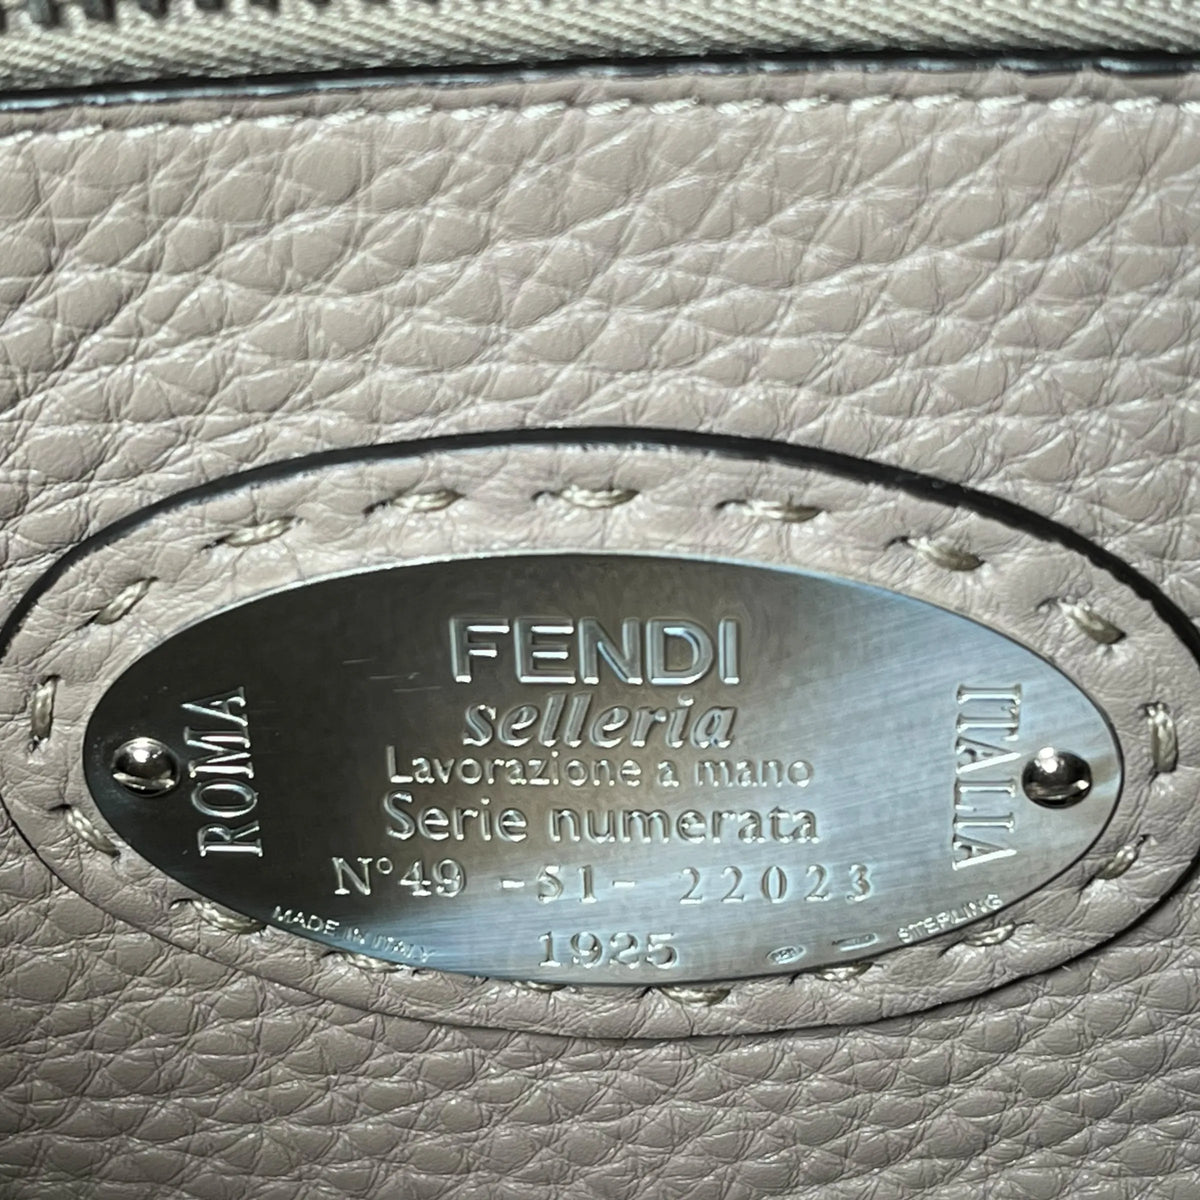 FENDI
selleria
Lavorazione a mano
Serie numerata
N°49 -51- 22023
1925
ROMA
ITALIA
MADE IN ITALY
STERLING